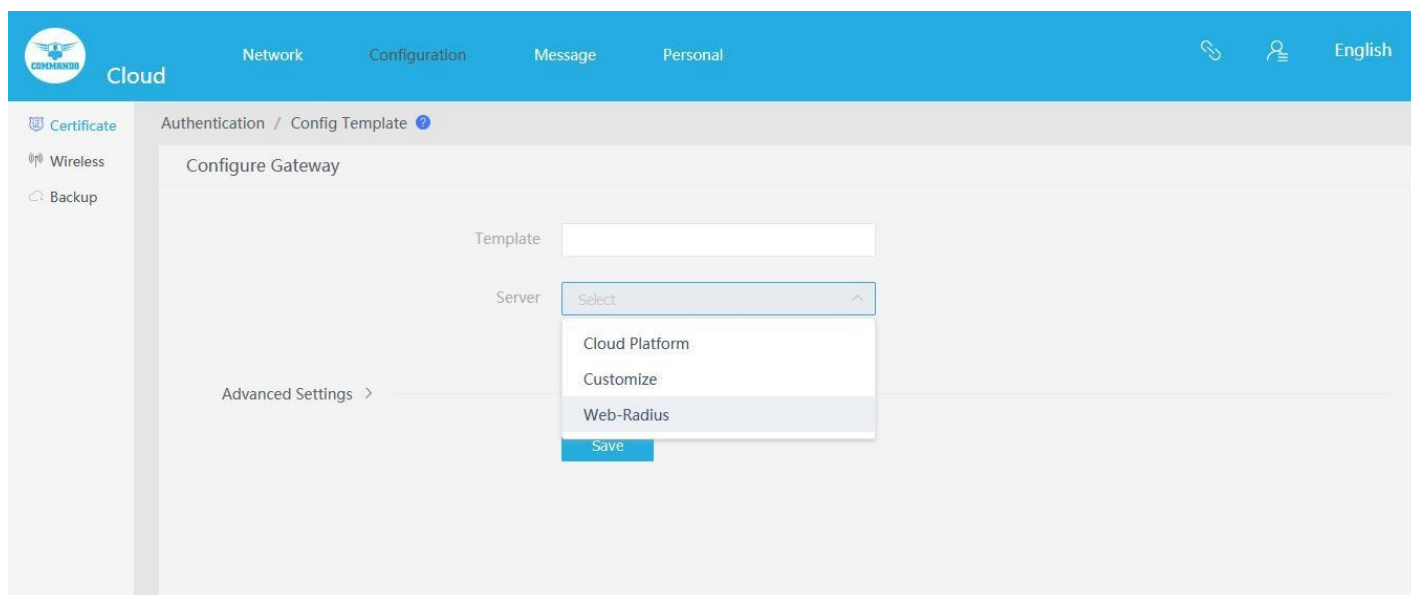 COMMANDO
Cloud
Network Configuration Message Personal
English
Certificate
Wireless
Backup
Authentication / Config Template ?
Configure Gateway
Template
Server Select
Cloud Platform
Customize
Web-Radius
Advanced Settings >
Save